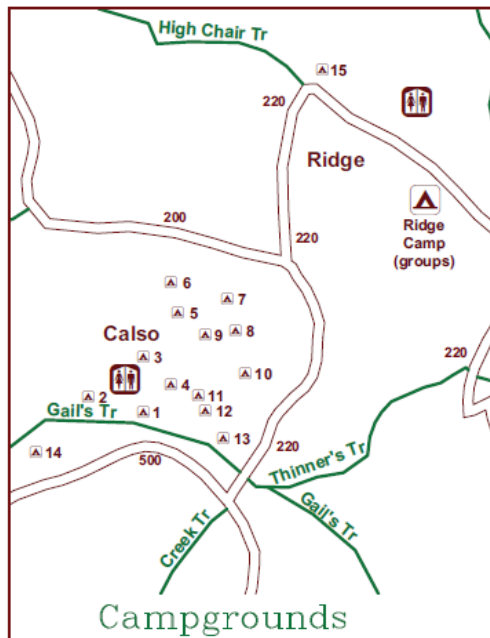 High Chair Tr
15
220
Ridge
200
220
Ridge
Camp
(groups)
6
7
5
8
9
Calso
3
220
10
4
11
2
12
Gail's Tr
1
13
14
220
500
Thinner's Tr
Gail's Tr
Creek Tr
Campgrounds